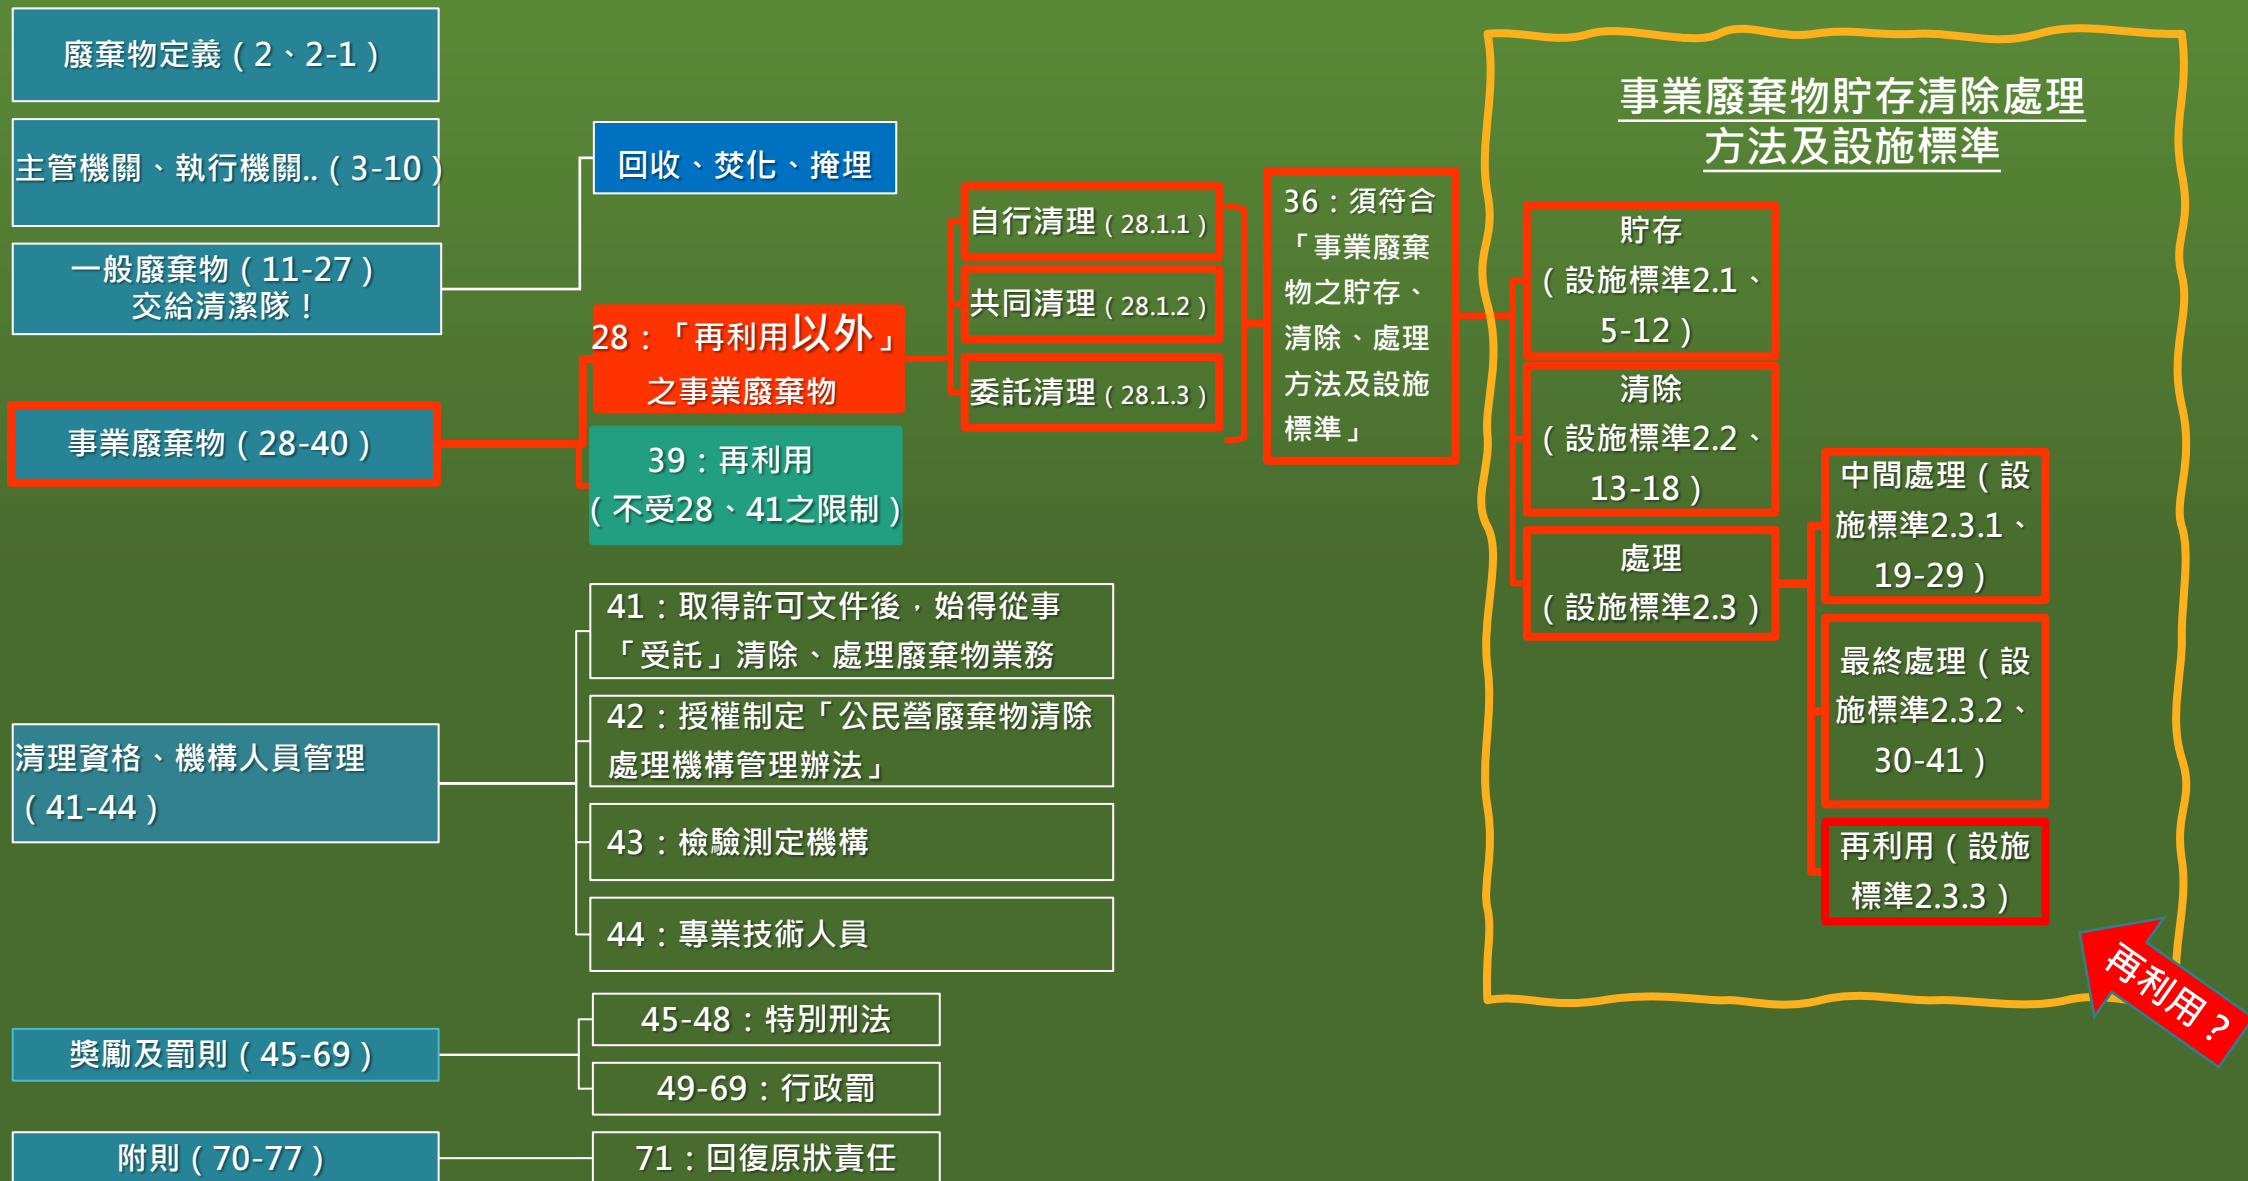 廢棄物定義（2、2-1）
主管機關、執行機關..（3-10）
一般廢棄物（11-27）
交給清潔隊！
回收、焚化、掩埋
事業廢棄物（28-40）
28：「再利用以外」
之事業廢棄物
39：再利用
（不受28、41之限制）
自行清理（28.1.1）
共同清理（28.1.2）
委託清理（28.1.3）
36：須符合
「事業廢棄
物之貯存、
清除、處理
方法及設施
標準」
事業廢棄物貯存清除處理
方法及設施標準
貯存
（設施標準2.1、
5-12）
清除
（設施標準2.2、
13-18）
處理
（設施標準2.3）
中間處理（設
施標準2.3.1、
19-29）
最終處理（設
施標準2.3.2、
30-41）
再利用（設施
標準2.3.3）
再利用？
清理資格、機構人員管理
（41-44）
41：取得許可文件後，始得從事
「受託」清除、處理廢棄物業務
42：授權制定「公民營廢棄物清除
處理機構管理辦法」
43：檢驗測定機構
44：專業技術人員
獎勵及罰則（45-69）
45-48：特別刑法
49-69：行政罰
附則（70-77）
71：回復原狀責任